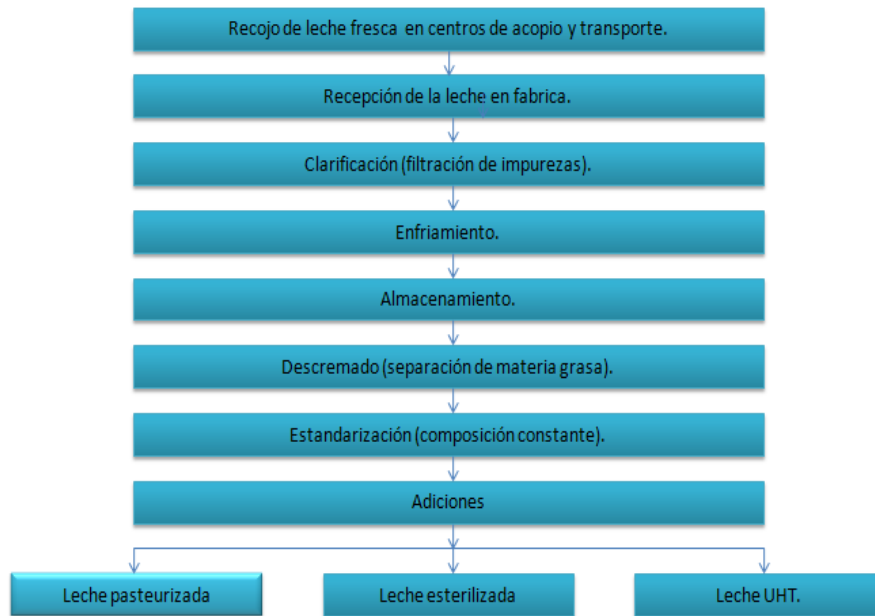 Recojo de leche fresca en centros de acopio y transporte.
Recepción de la leche en fabrica.
Clarificación (filtración de impurezas).
Enfriamiento.
Almacenamiento.
Descremado (separación de materia grasa).
Estandarización (composición constante).
Adiciones
Leche pasteurizada
Leche esterilizada
Leche UHT.